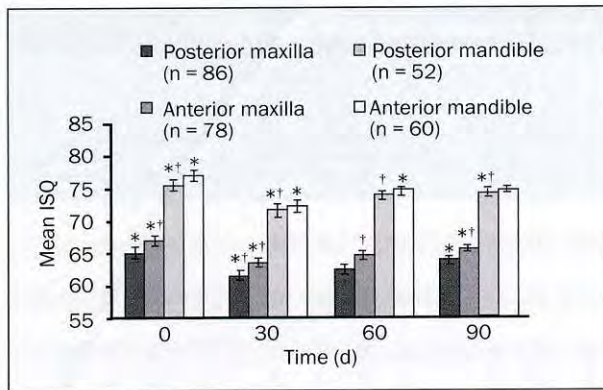 Posterior maxilla
(n = 86)
Posterior mandible
(n = 52)
Anterior maxilla
(n = 78)
Anterior mandible
(n = 60)
Mean ISQ
85
80
75
70
65
60
55
* *† *† * *† *† *† * † † * * *† *†
0 30 60 90
Time (d)